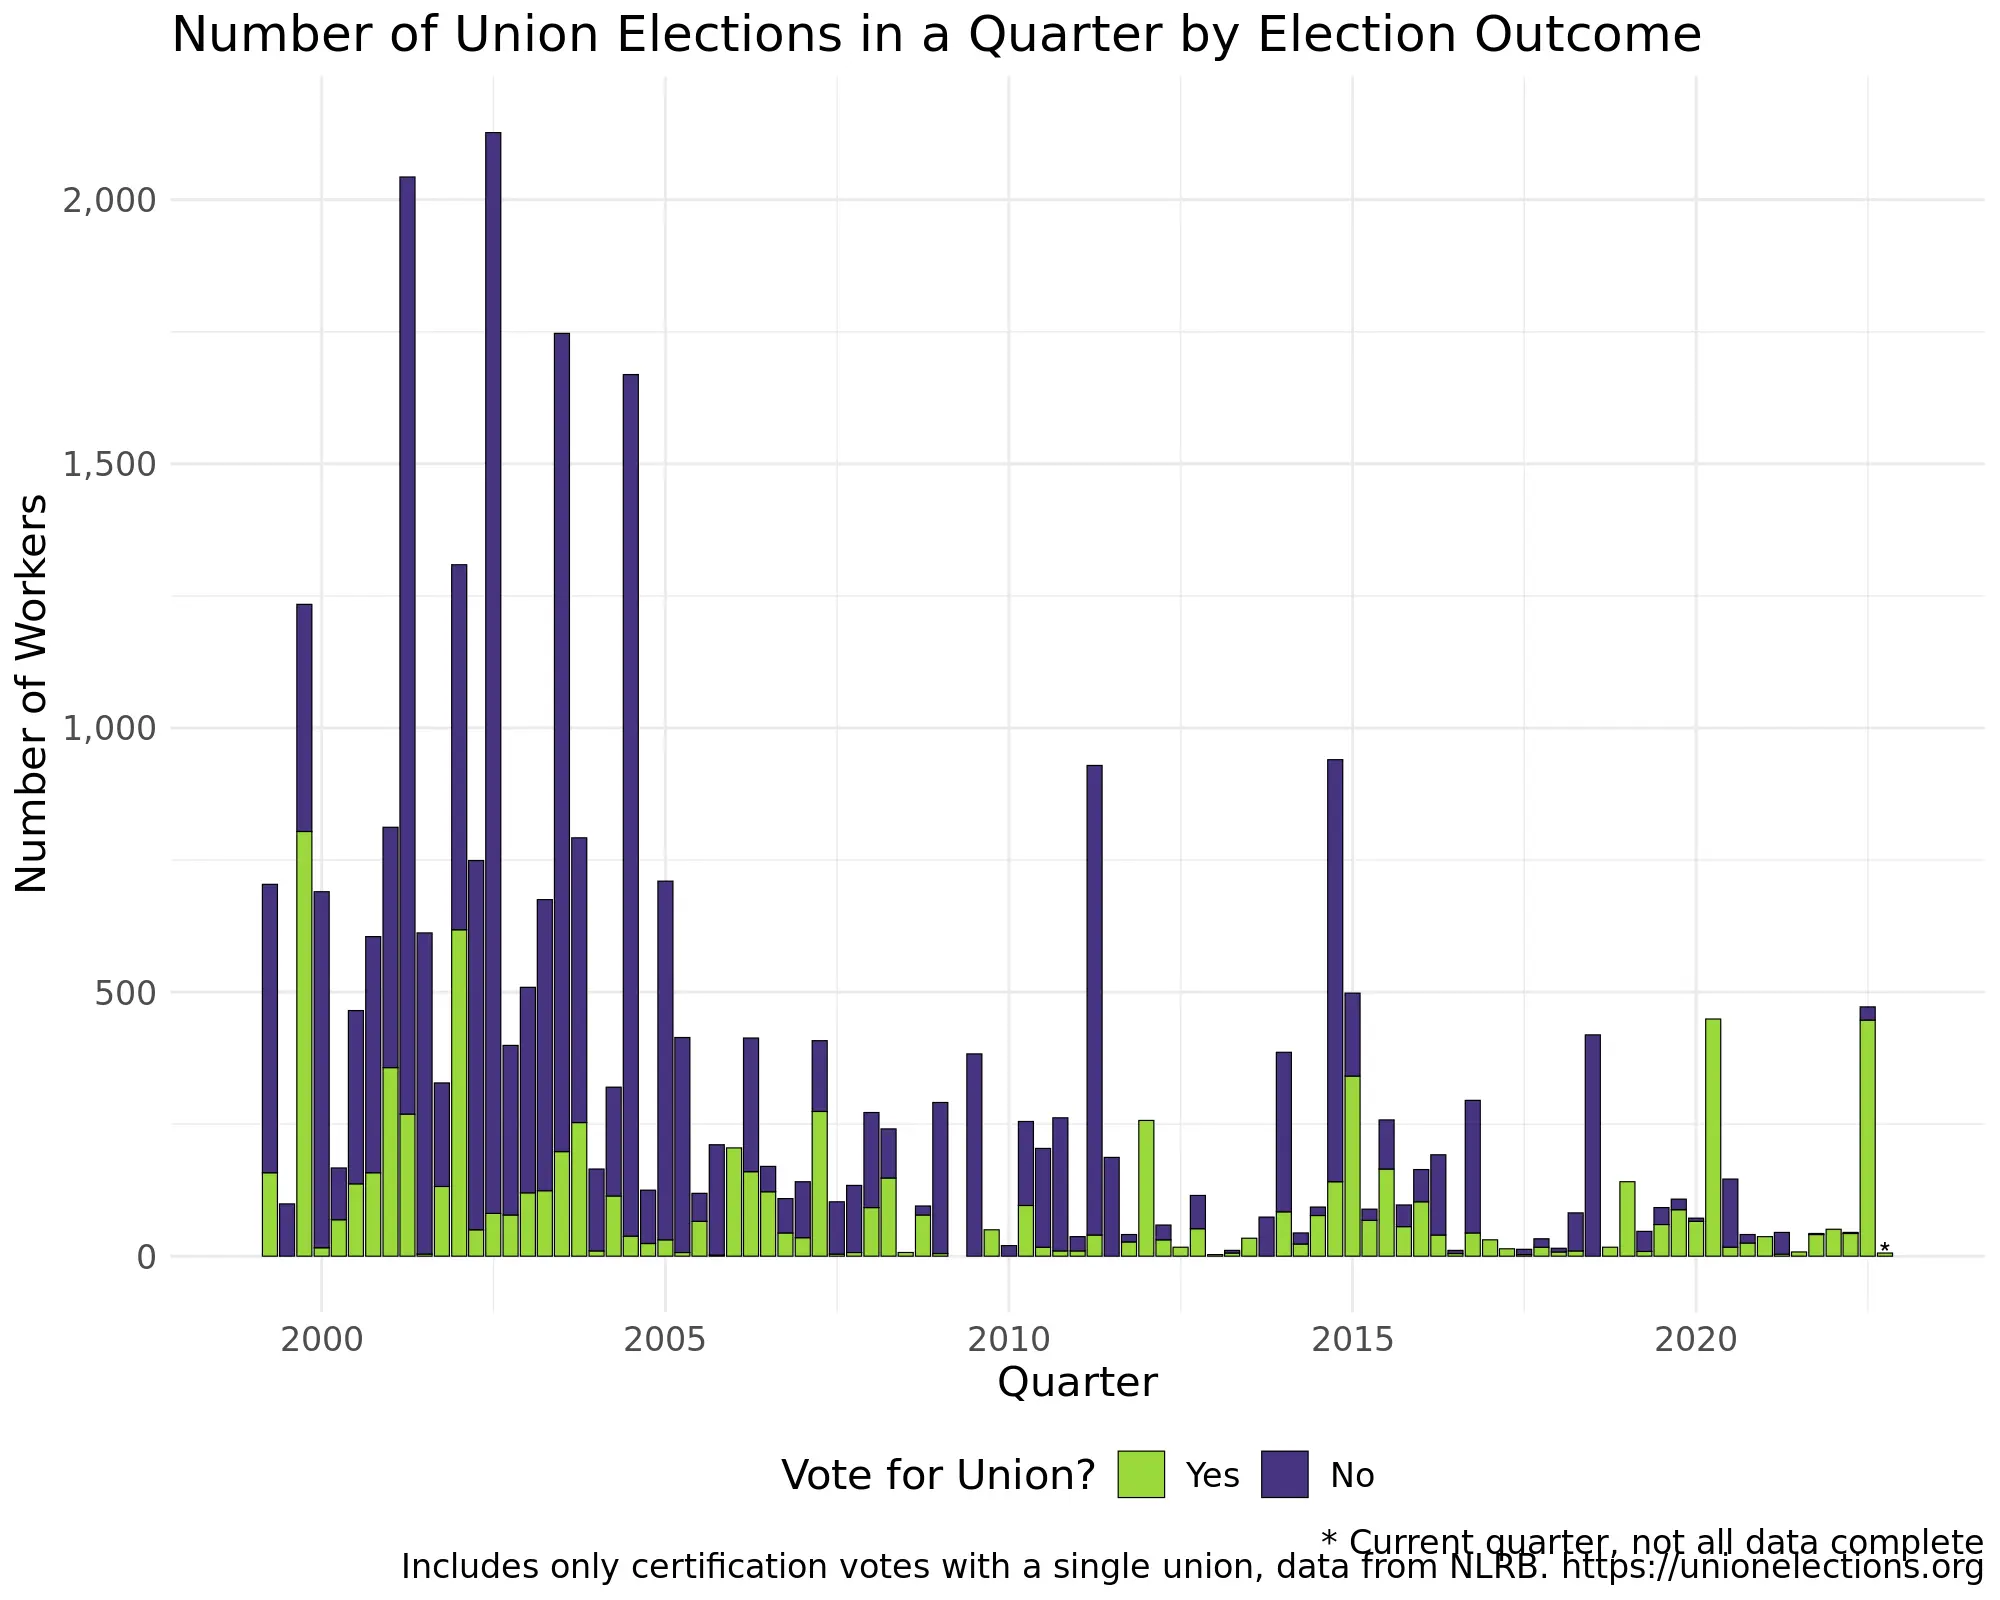 Number of Union Elections in a Quarter by Election Outcome
Number of Workers
2,000
1,500
1,000
500
0
*
2000 2005 2010 2015 2020
Quarter
Vote for Union? Yes No
* Current quarter, not all data complete
Includes only certification votes with a single union, data from NLRB. https://unionelections.org